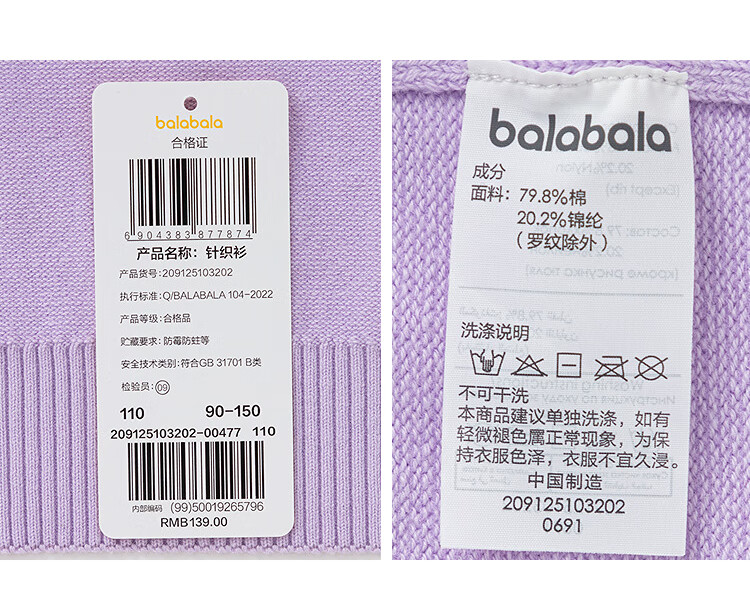 balabala
合格证
6 904383 877874
产品名称：针织衫
产品货号:209125103202
执行标准: Q/BALABALA 104-2022
产品等级: 合格品
贮藏要求: 防霉防蛀等
安全技术类别: 符合GB 31701 B类
检验员: 09
110 90-150
209125103202-00477 110
内部编码 (99)50019265796
RMB139.00
balabala
成分
面料：79.8%棉
20.2%锦纶
（罗纹除外）
洗涤说明
不可干洗
本商品建议单独洗涤，如有
轻微褪色属正常现象，为保
持衣服色泽，衣服不宜久浸。
中国制造
209125103202
0691